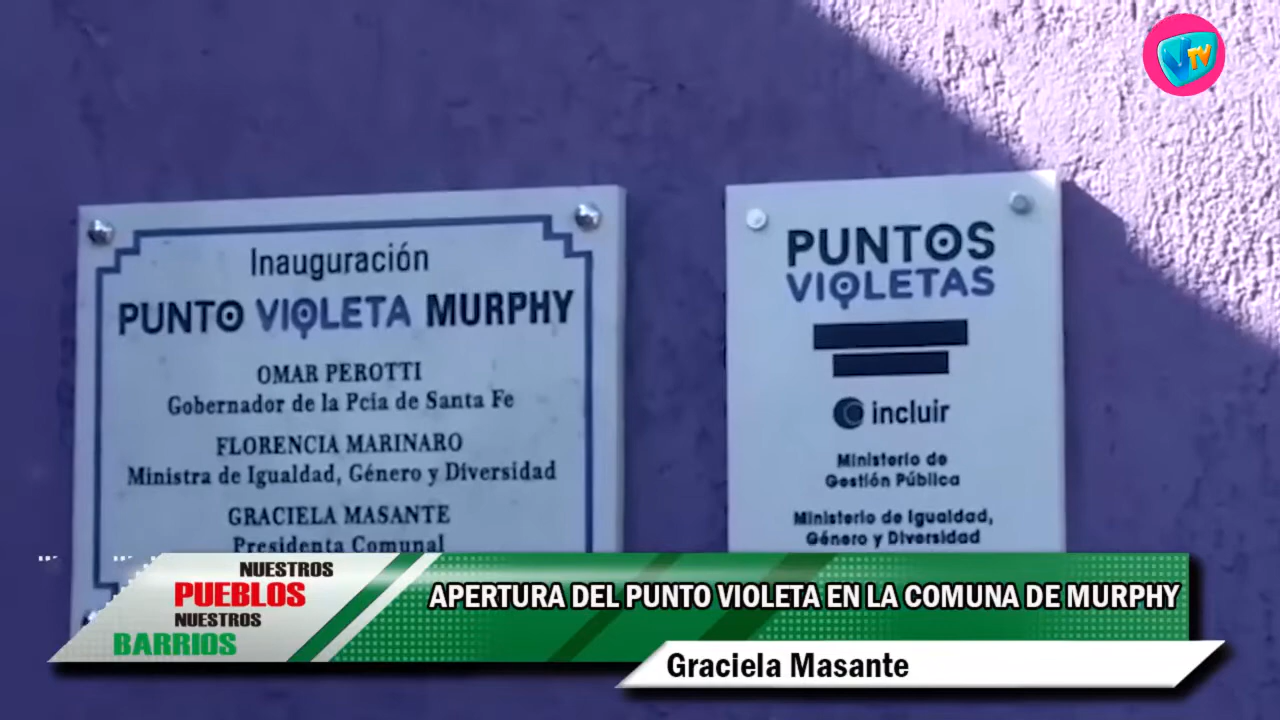 VTV
Inauguración
PUNTO VIOLETA MURPHY
OMAR PEROTTI
Gobernador de la Pcia de Santa Fe
FLORENCIA MARINARO
Ministra de Igualdad, Género y Diversidad
GRACIELA MASANTE
Presidenta Comunal
PUNTOS
VIOLETAS
incluir
Ministerio de
Gestión Pública
Ministerio de Igualdad,
Género y Diversidad
NUESTROS
PUEBLOS
NUESTROS
BARRIOS
APERTURA DEL PUNTO VIOLETA EN LA COMUNA DE MURPHY
Graciela Masante